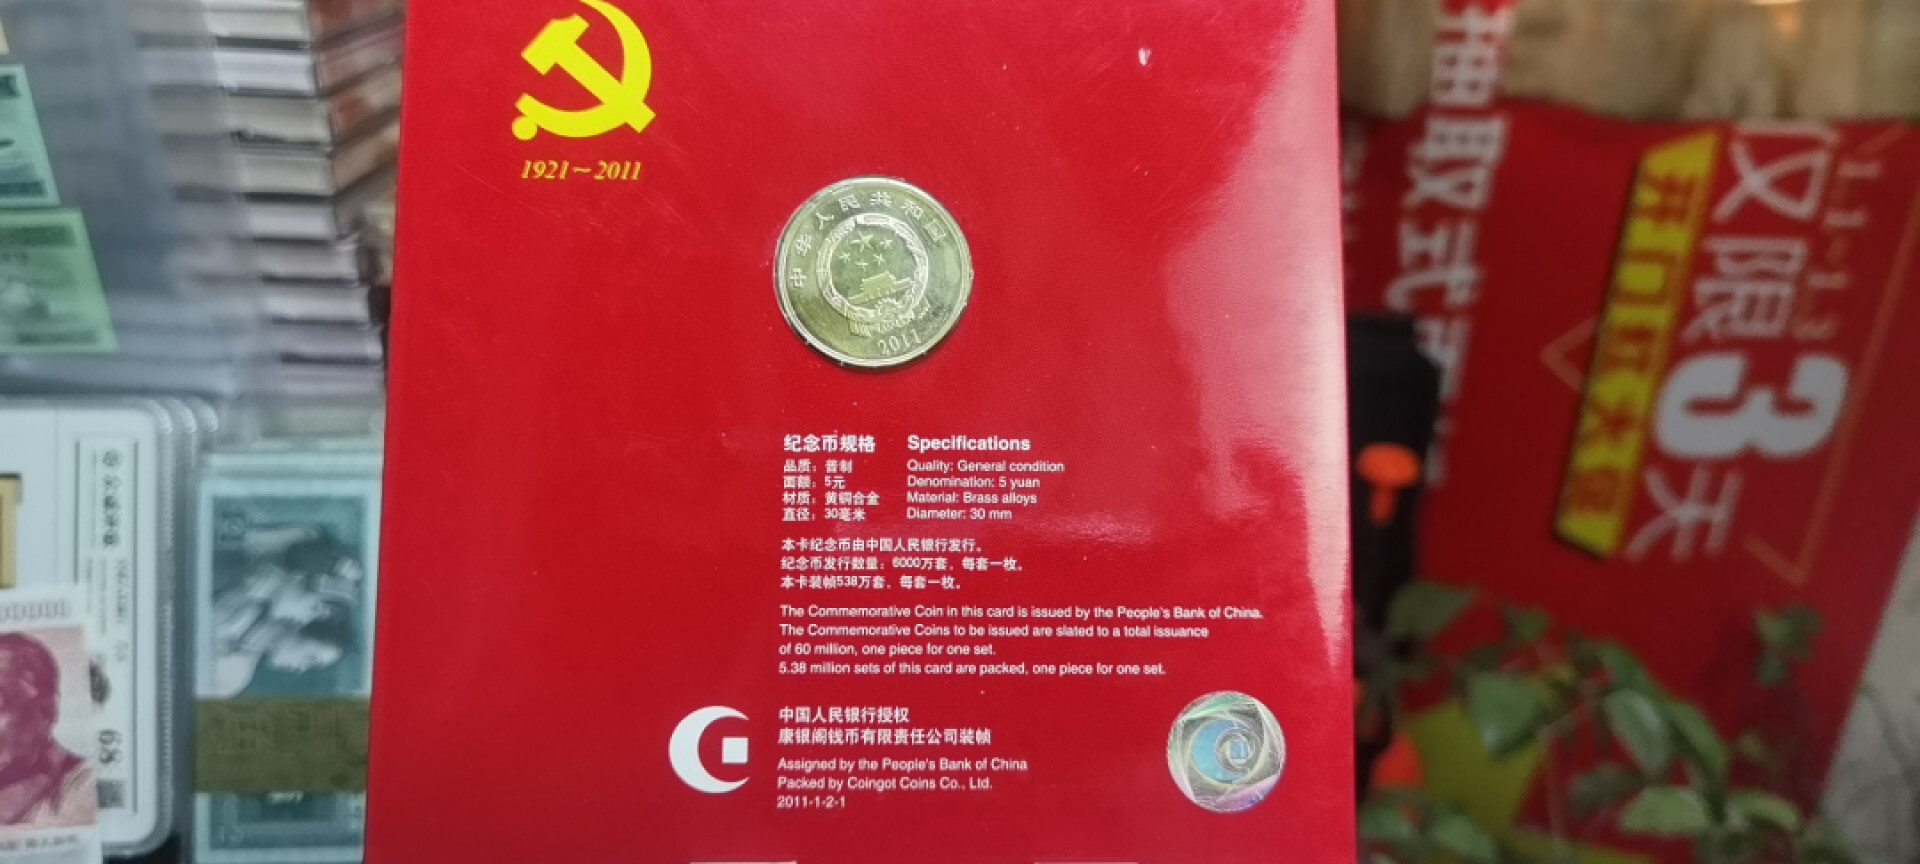 1921~2011
中华人民共和国
2011
纪念币规格 Specifications
品质：普制 Quality: General condition
面额：5元 Denomination: 5 yuan
材质：黄铜合金 Material: Brass alloys
直径：30毫米 Diameter: 30 mm
本卡纪念币由中国人民银行发行。
纪念币发行数量：6000万套，每套一枚。
本卡装帧538万套，每套一枚。
The Commemorative Coin in this card is issued by the People's Bank of China.
The Commemorative Coins to be issued are slated to a total issuance
of 60 million, one piece for one set.
5.38 million sets of this card are packed, one piece for one set.
中国人民银行授权
康银阁钱币有限责任公司装帧
Assigned by the People's Bank of China
Packed by Coingot Coins Co., Ltd.
2011-1-2-1
仅限3天
抽取式
68